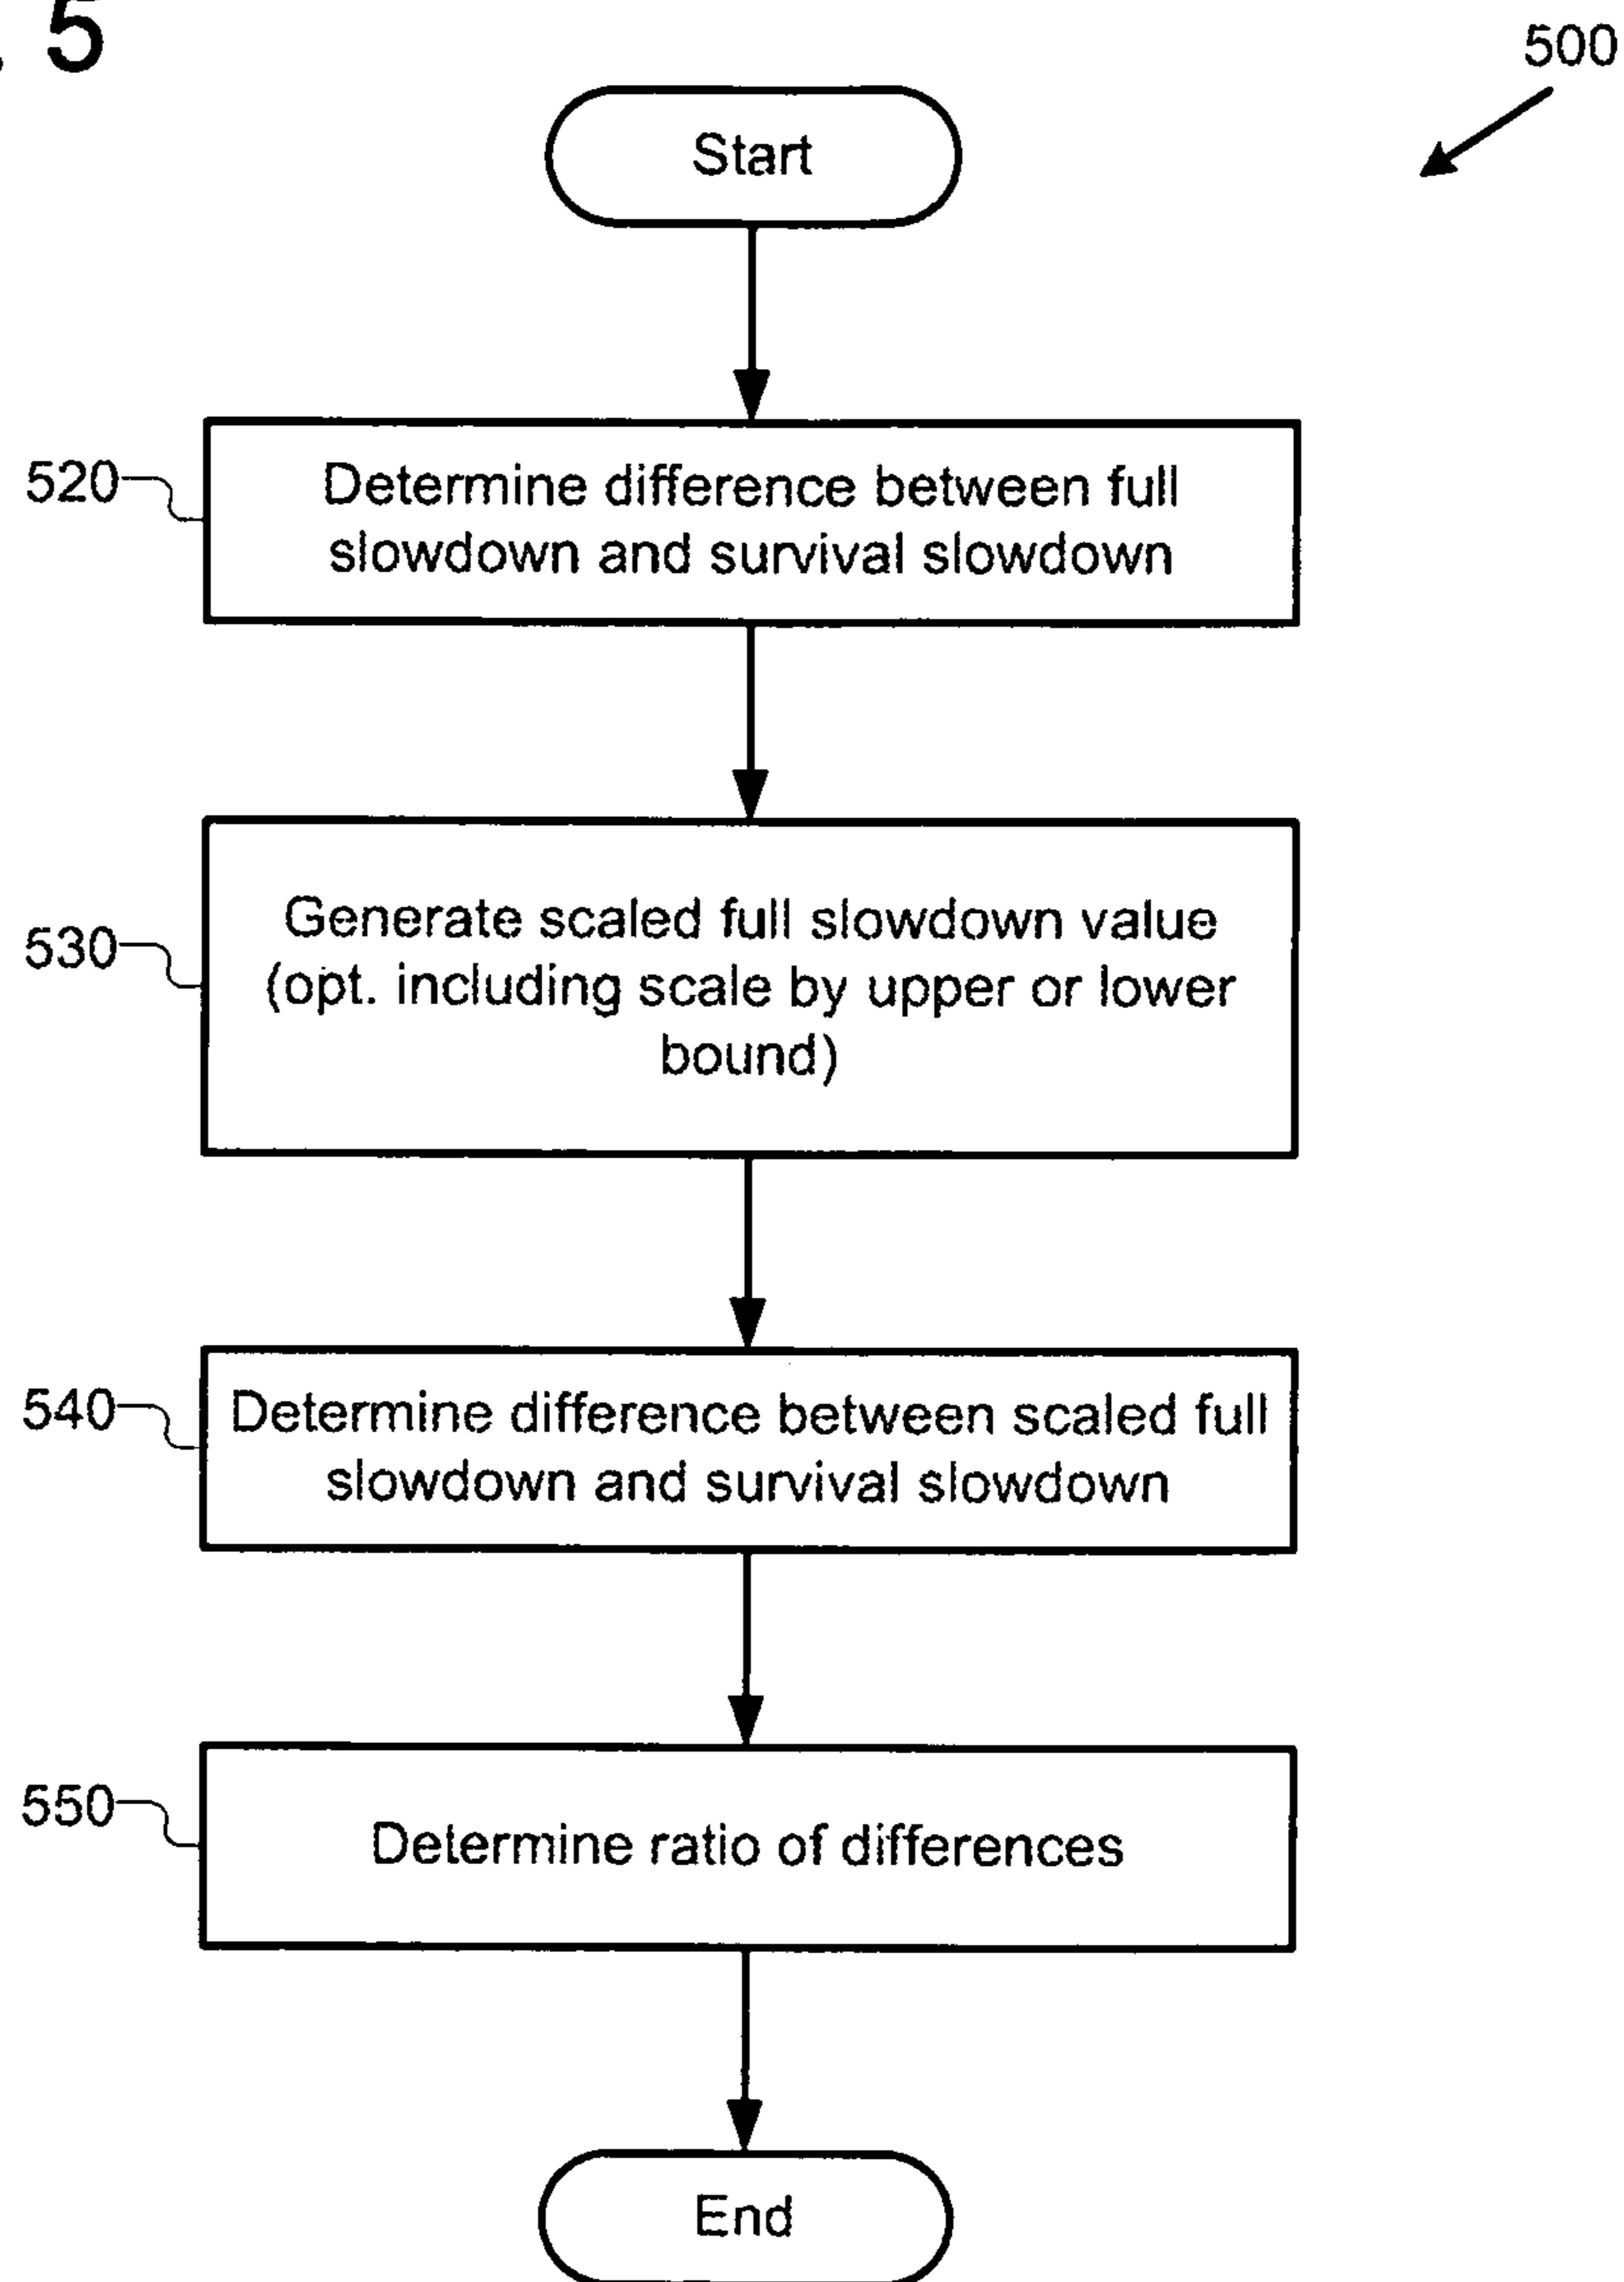 5
500
Start
520
Determine difference between full
slowdown and survival slowdown
530
Generate scaled full slowdown value
(opt. including scale by upper or lower
bound)
540
Determine difference between scaled full
slowdown and survival slowdown
550
Determine ratio of differences
End